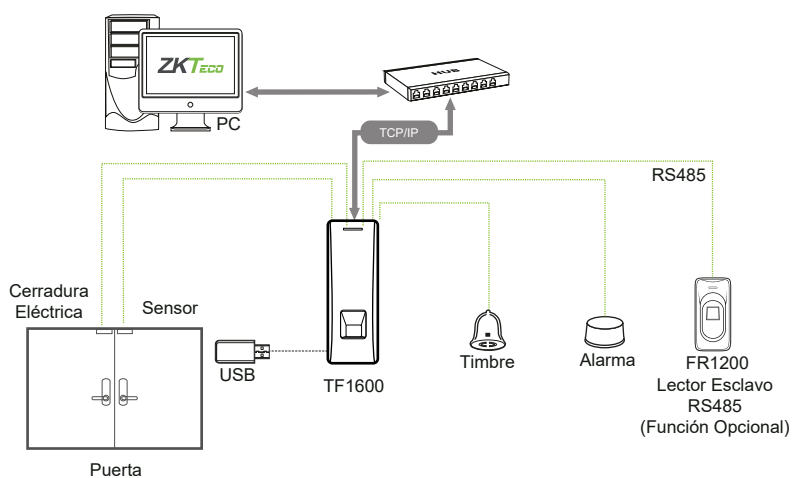 ZKTeco
HUB
PC
TCP/IP
RS485
Cerradura
Eléctrica
Sensor
USB
TF1600
Timbre
Alarma
FR1200
Lector Esclavo
RS485
(Función Opcional)
Puerta